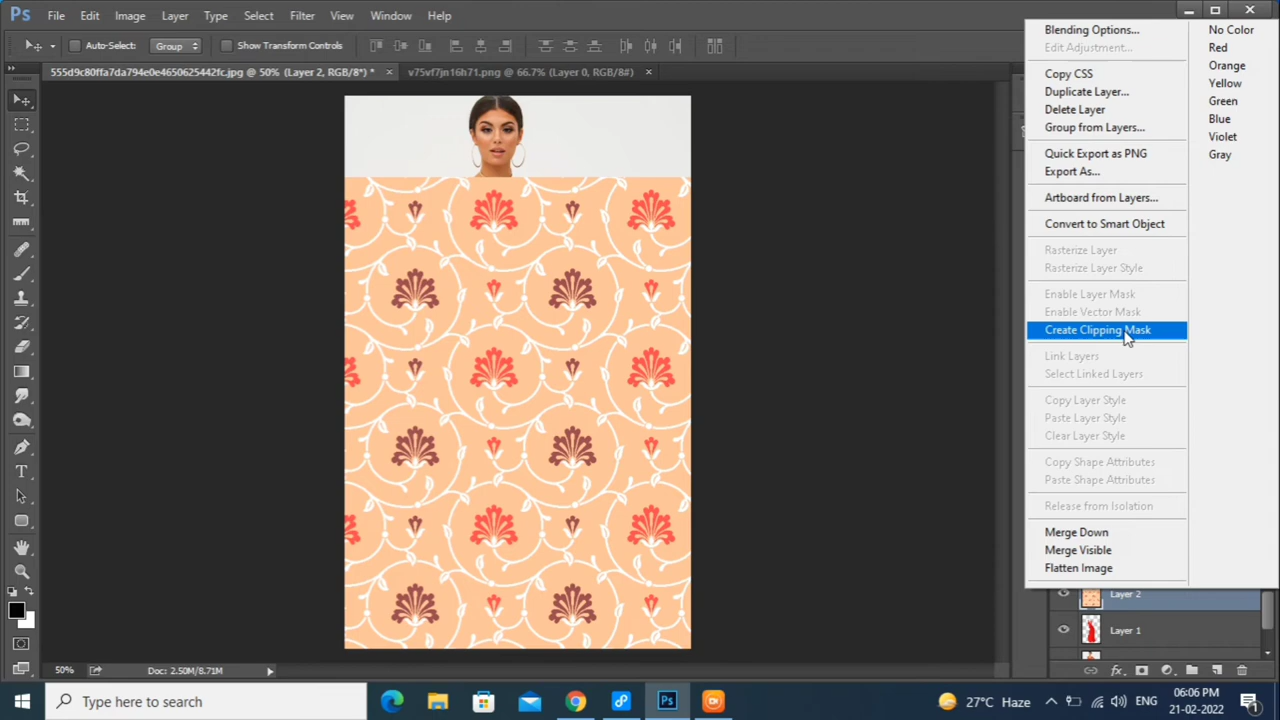 Ps File Edit Image Layer Type Select Filter View Window Help
Auto-Select: Group Show Transform Controls
555d9c80ffa7da794e0e4650625442fc.jpg @ 50% (Layer 2, RGB/8*) * × v75vf7jn16h71.png @ 66.7% (Layer 0, RGB/8#) ×
Blending Options...
Edit Adjustment...
Copy CSS
Duplicate Layer...
Delete Layer
Group from Layers...
Quick Export as PNG
Export As...
Artboard from Layers...
Convert to Smart Object
Rasterize Layer
Rasterize Layer Style
Enable Layer Mask
Enable Vector Mask
Create Clipping Mask
Link Layers
Select Linked Layers
Copy Layer Style
Paste Layer Style
Clear Layer Style
Copy Shape Attributes
Paste Shape Attributes
Release from Isolation
Merge Down
Merge Visible
Flatten Image
No Color
Red
Orange
Yellow
Green
Blue
Violet
Gray
Layer 2
Layer 1
fx
50% Doc: 2.50M/8.71M
Type here to search
Ps
27°C Haze
ENG
06:06 PM
21-02-2022
1